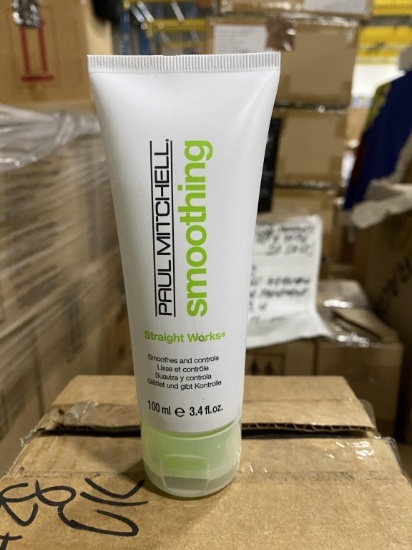 PAUL MITCHELL®
smoothing
Straight Works®
Smoothes and controls
Lisse et contrôle
Suaviza y controla
Glättet und gibt Kontrolle
100 ml ℮ 3.4 fl.oz.